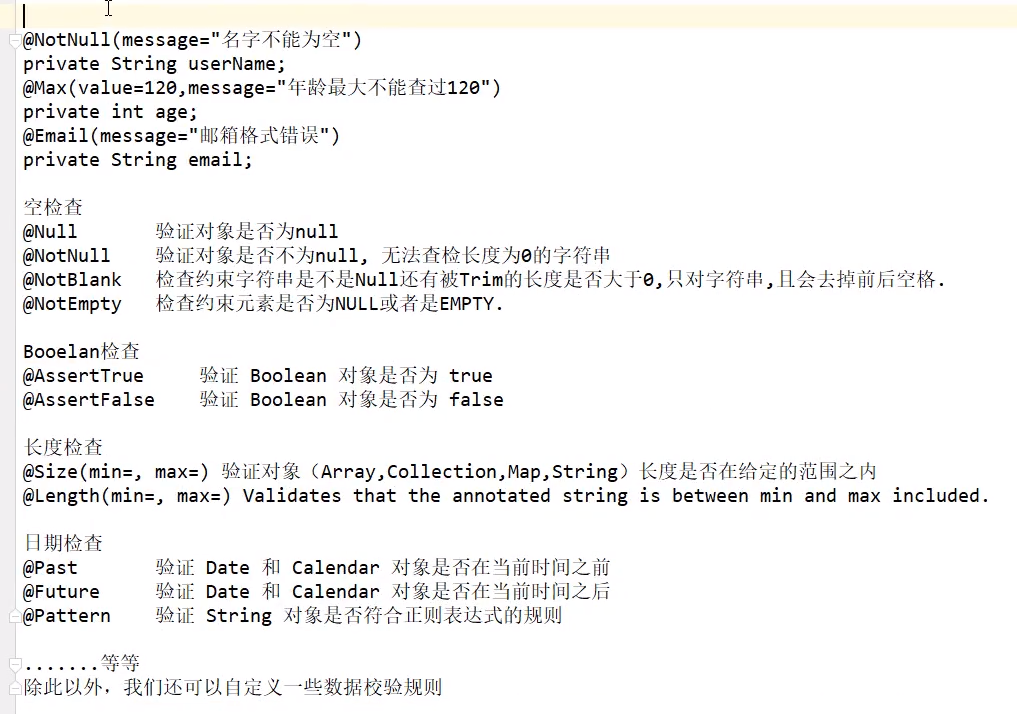 @NotNull(message="名字不能为空")
private String userName;
@Max(value=120,message="年龄最大不能查过120")
private int age;
@Email(message="邮箱格式错误")
private String email;
空检查
@Null 验证对象是否为null
@NotNull 验证对象是否不为null, 无法查检长度为0的字符串
@NotBlank 检查约束字符串是不是Null还有被Trim的长度是否大于0,只对字符串,且会去掉前后空格.
@NotEmpty 检查约束元素是否为NULL或者是EMPTY.
Booelan检查
@AssertTrue 验证 Boolean 对象是否为 true
@AssertFalse 验证 Boolean 对象是否为 false
长度检查
@Size(min=, max=) 验证对象（Array,Collection,Map,String）长度是否在给定的范围之内
@Length(min=, max=) Validates that the annotated string is between min and max included.
日期检查
@Past 验证 Date 和 Calendar 对象是否在当前时间之前
@Future 验证 Date 和 Calendar 对象是否在当前时间之后
@Pattern 验证 String 对象是否符合正则表达式的规则
.......等等
除此以外，我们还可以自定义一些数据校验规则